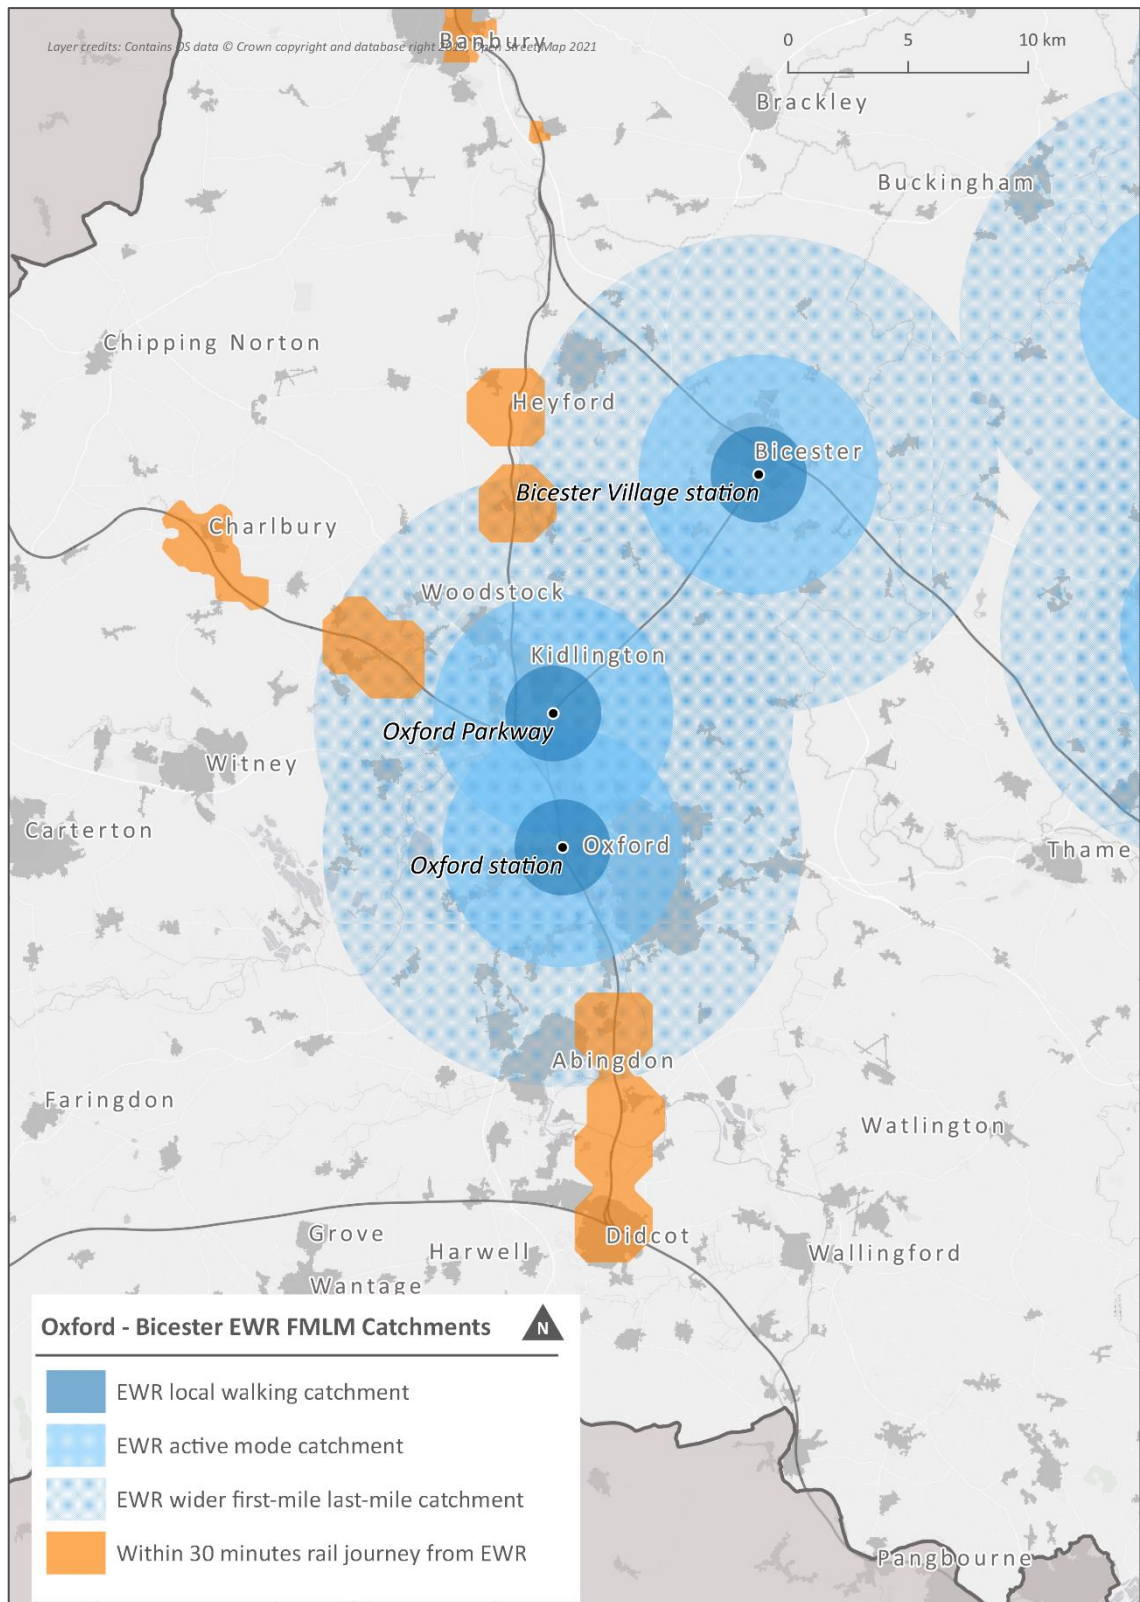 Banbury
Layer credits: Contains OS data © Crown copyright and database right 2021, Open StreetMap 2021
0 5 10 km
Brackley
Buckingham
Chipping Norton
Heyford
Bicester
Bicester Village station
Charlbury
Woodstock
Kidlington
Oxford Parkway
Witney
Carterton
Oxford
Thame
Oxford station
Abingdon
Faringdon
Watlington
Grove
Didcot
Harwell
Wallingford
Wantage
Oxford - Bicester EWR FMLM Catchments
N
EWR local walking catchment
EWR active mode catchment
EWR wider first-mile last-mile catchment
Within 30 minutes rail journey from EWR
Pangbourne